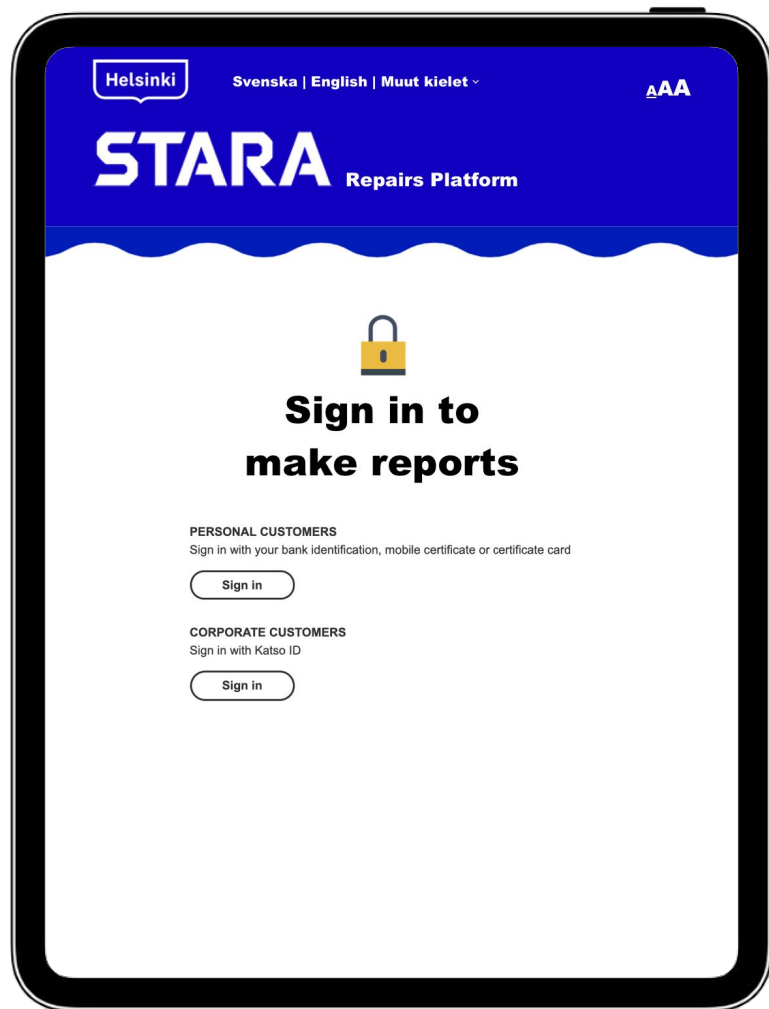 Helsinki
Svenska | English | Muut kielet
AAA
STARA Repairs Platform
Sign in to
make reports
PERSONAL CUSTOMERS
Sign in with your bank identification, mobile certificate or certificate card
Sign in
CORPORATE CUSTOMERS
Sign in with Katso ID
Sign in